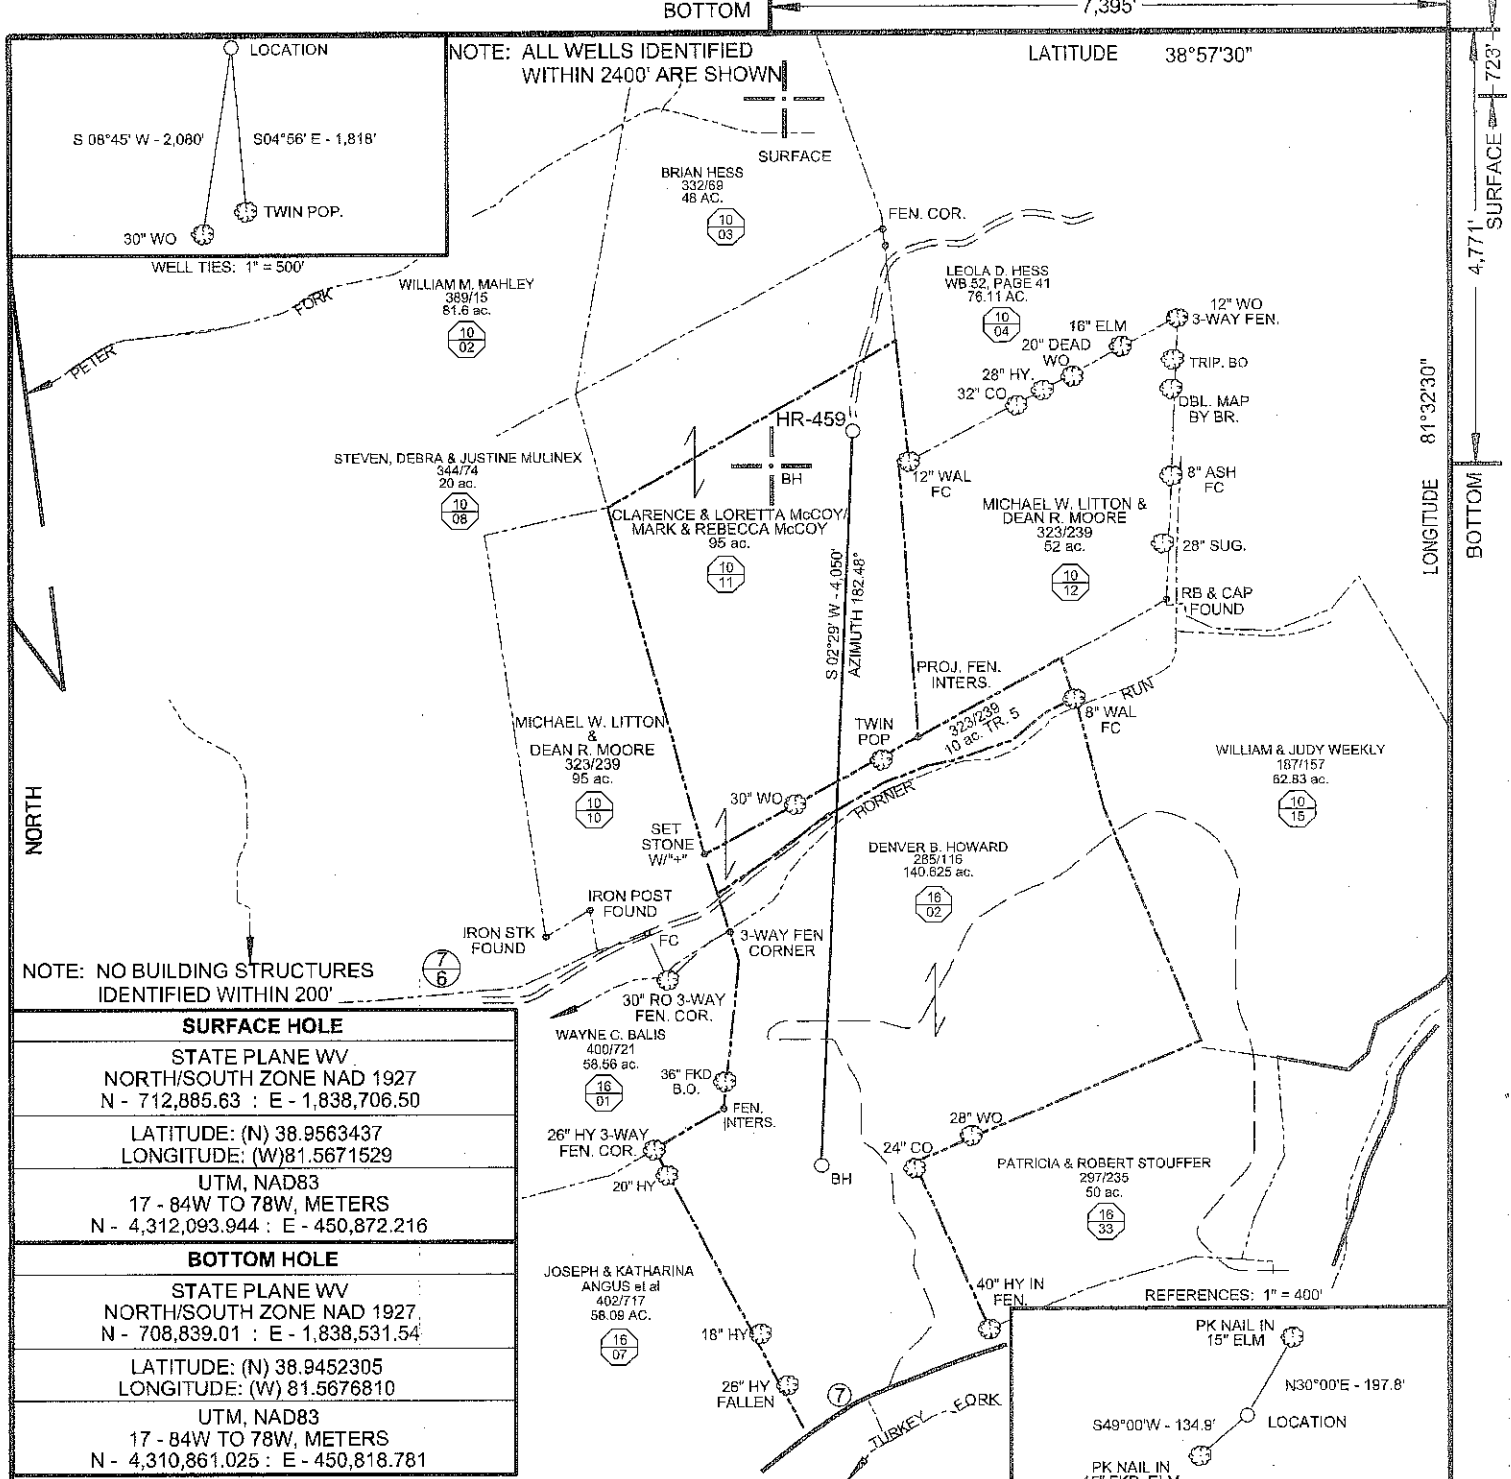 BOTTOM
7,395'
LOCATION
S 08°45' W - 2,080'
S04°56' E - 1,818'
TWIN POP.
30" WO
WELL TIES: 1" = 500'
NOTE: ALL WELLS IDENTIFIED
WITHIN 2400' ARE SHOWN
LATITUDE 38°57'30"
723'
SURFACE
4,771'
BOTTOM
LONGITUDE 81°32'30"
SURFACE
BRIAN HESS
332/69
48 AC.
10
03
FEN. COR.
PETER FORK
WILLIAM M. MAHLEY
389/15
81.6 ac.
10
02
LEOLA D. HESS
WB 52, PAGE 41
76.11 AC.
10
04
12" WO
3-WAY FEN.
16" ELM
20" DEAD
WO
28" HY.
32" CO
TRIP. BO
DBL. MAP
BY BR.
HR-459
BH
12" WAL
FC
8" ASH
FC
28" SUG.
RB & CAP
FOUND
STEVEN, DEBRA & JUSTINE MULINEX
344/74
20 ac.
10
08
CLARENCE & LORETTA McCOY/
MARK & REBECCA McCOY
95 ac.
10
11
MICHAEL W. LITTON &
DEAN R. MOORE
323/239
52 ac.
10
12
S 02°29' W - 4,050'
AZIMUTH 182.48°
PROJ. FEN.
INTERS.
323/239
10 ac. TR. 5
HORNER RUN
8" WAL
FC
TWIN
POP
30" WO
MICHAEL W. LITTON
&
DEAN R. MOORE
323/239
95 ac.
10
10
WILLIAM & JUDY WEEKLY
187/157
62.83 ac.
10
15
NORTH
SET
STONE
W/"+"
DENVER B. HOWARD
265/116
140.625 ac.
16
02
IRON POST
FOUND
IRON STK
FOUND
FC
3-WAY FEN
CORNER
7
6
30" RO 3-WAY
FEN. COR.
NOTE: NO BUILDING STRUCTURES
IDENTIFIED WITHIN 200'
WAYNE C. BALIS
400/721
58.56 ac.
16
01
36" FKD
B.O.
FEN.
INTERS.
26" HY 3-WAY
FEN. COR.
20" HY
BH
28" WO
24" CO
PATRICIA & ROBERT STOUFFER
297/235
50 ac.
16
33
JOSEPH & KATHARINA
ANGUS et al
402/717
58.09 AC.
16
07
18" HY
26" HY
FALLEN
40" HY IN
FEN.
7
TURKEY FORK
SURFACE HOLE
STATE PLANE WV
NORTH/SOUTH ZONE NAD 1927
N - 712,885.63 : E - 1,838,706.50
LATITUDE: (N) 38.9563437
LONGITUDE: (W)81.5671529
UTM, NAD83
17 - 84W TO 78W, METERS
N - 4,312,093.944 : E - 450,872.216
BOTTOM HOLE
STATE PLANE WV
NORTH/SOUTH ZONE NAD 1927
N - 708,839.01 : E - 1,838,531.54
LATITUDE: (N) 38.9452305
LONGITUDE: (W) 81.5676810
UTM, NAD83
17 - 84W TO 78W, METERS
N - 4,310,861.025 : E - 450,818.781
REFERENCES: 1" = 400'
PK NAIL IN
15" ELM
N30°00'E - 197.8'
S49°00'W - 134.9'
LOCATION
PK NAIL IN